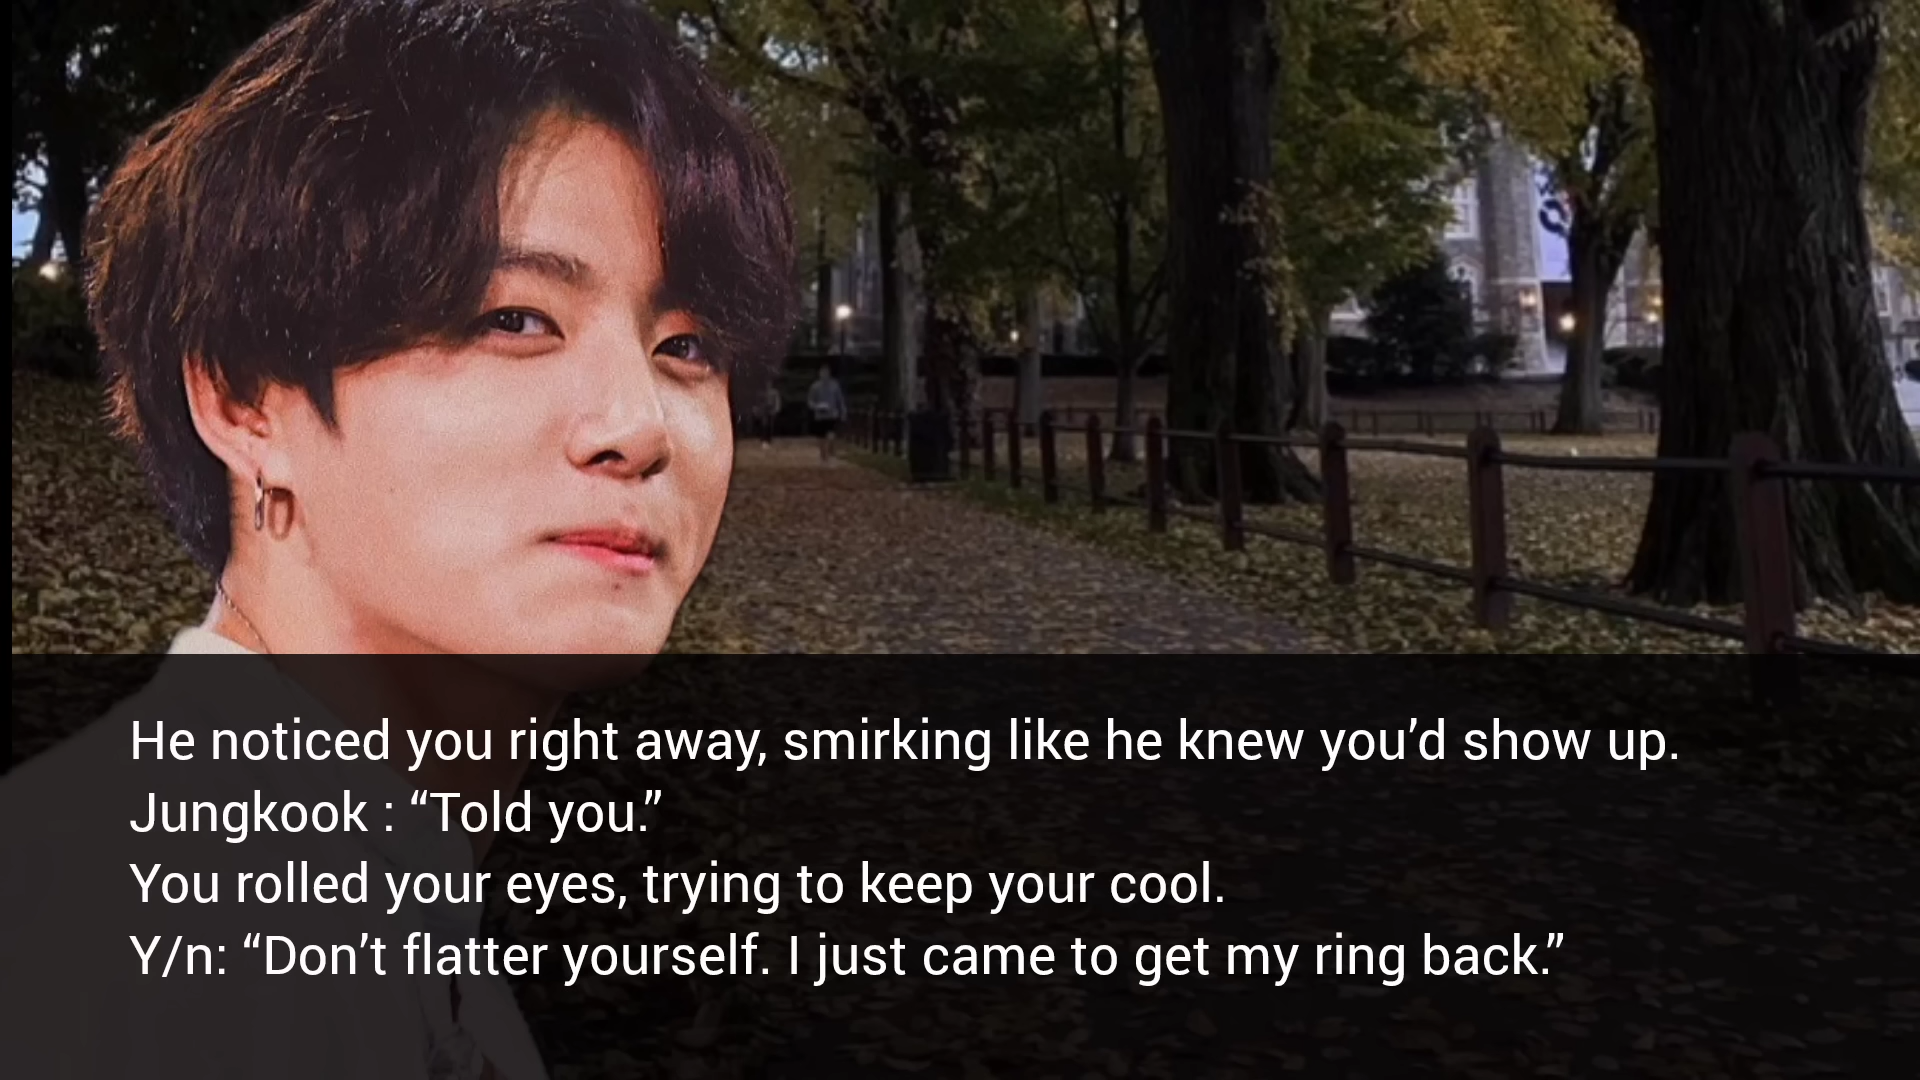 He noticed you right away, smirking like he knew you’d show up.
Jungkook : “Told you.”
You rolled your eyes, trying to keep your cool.
Y/n: “Don’t flatter yourself. I just came to get my ring back.”